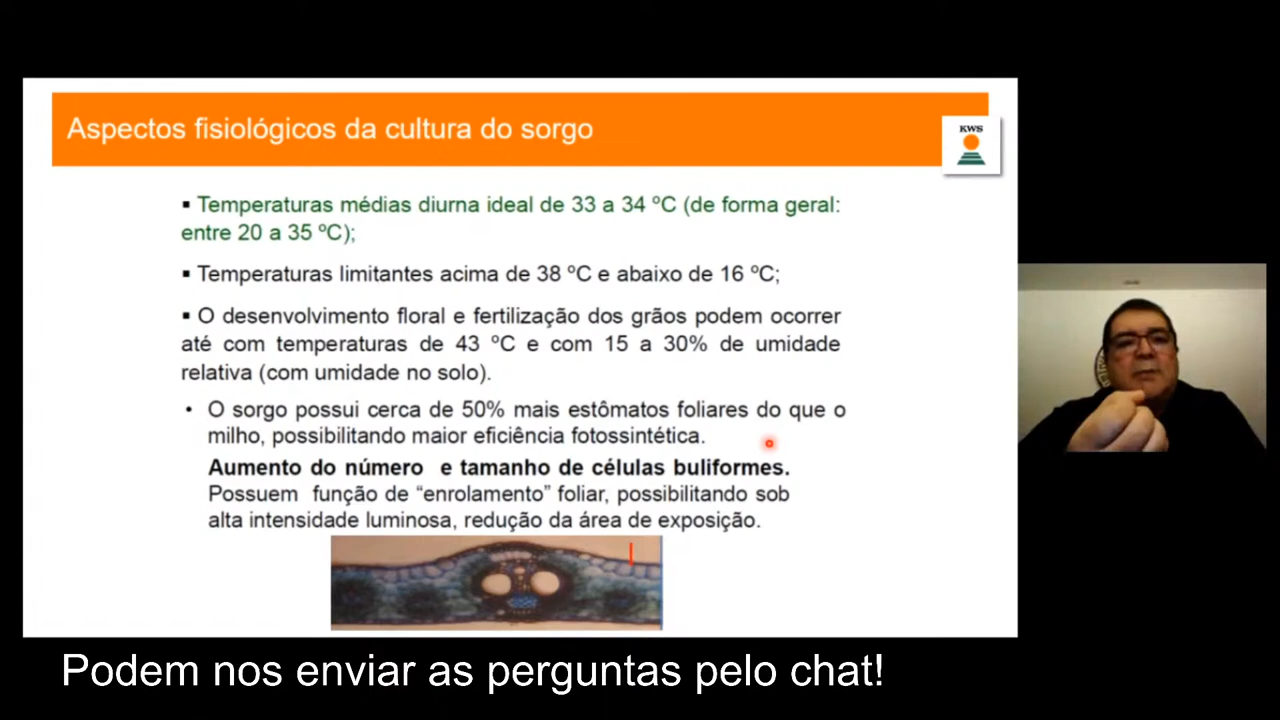 Aspectos fisiológicos da cultura do sorgo
KWS
▪ Temperaturas médias diurna ideal de 33 a 34 ºC (de forma geral:
entre 20 a 35 ºC);
▪ Temperaturas limitantes acima de 38 ºC e abaixo de 16 ºC;
▪ O desenvolvimento floral e fertilização dos grãos podem ocorrer
até com temperaturas de 43 ºC e com 15 a 30% de umidade
relativa (com umidade no solo).
• O sorgo possui cerca de 50% mais estômatos foliares do que o
milho, possibilitando maior eficiência fotossintética.
Aumento do número e tamanho de células buliformes.
Possuem função de “enrolamento” foliar, possibilitando sob
alta intensidade luminosa, redução da área de exposição.
Podem nos enviar as perguntas pelo chat!